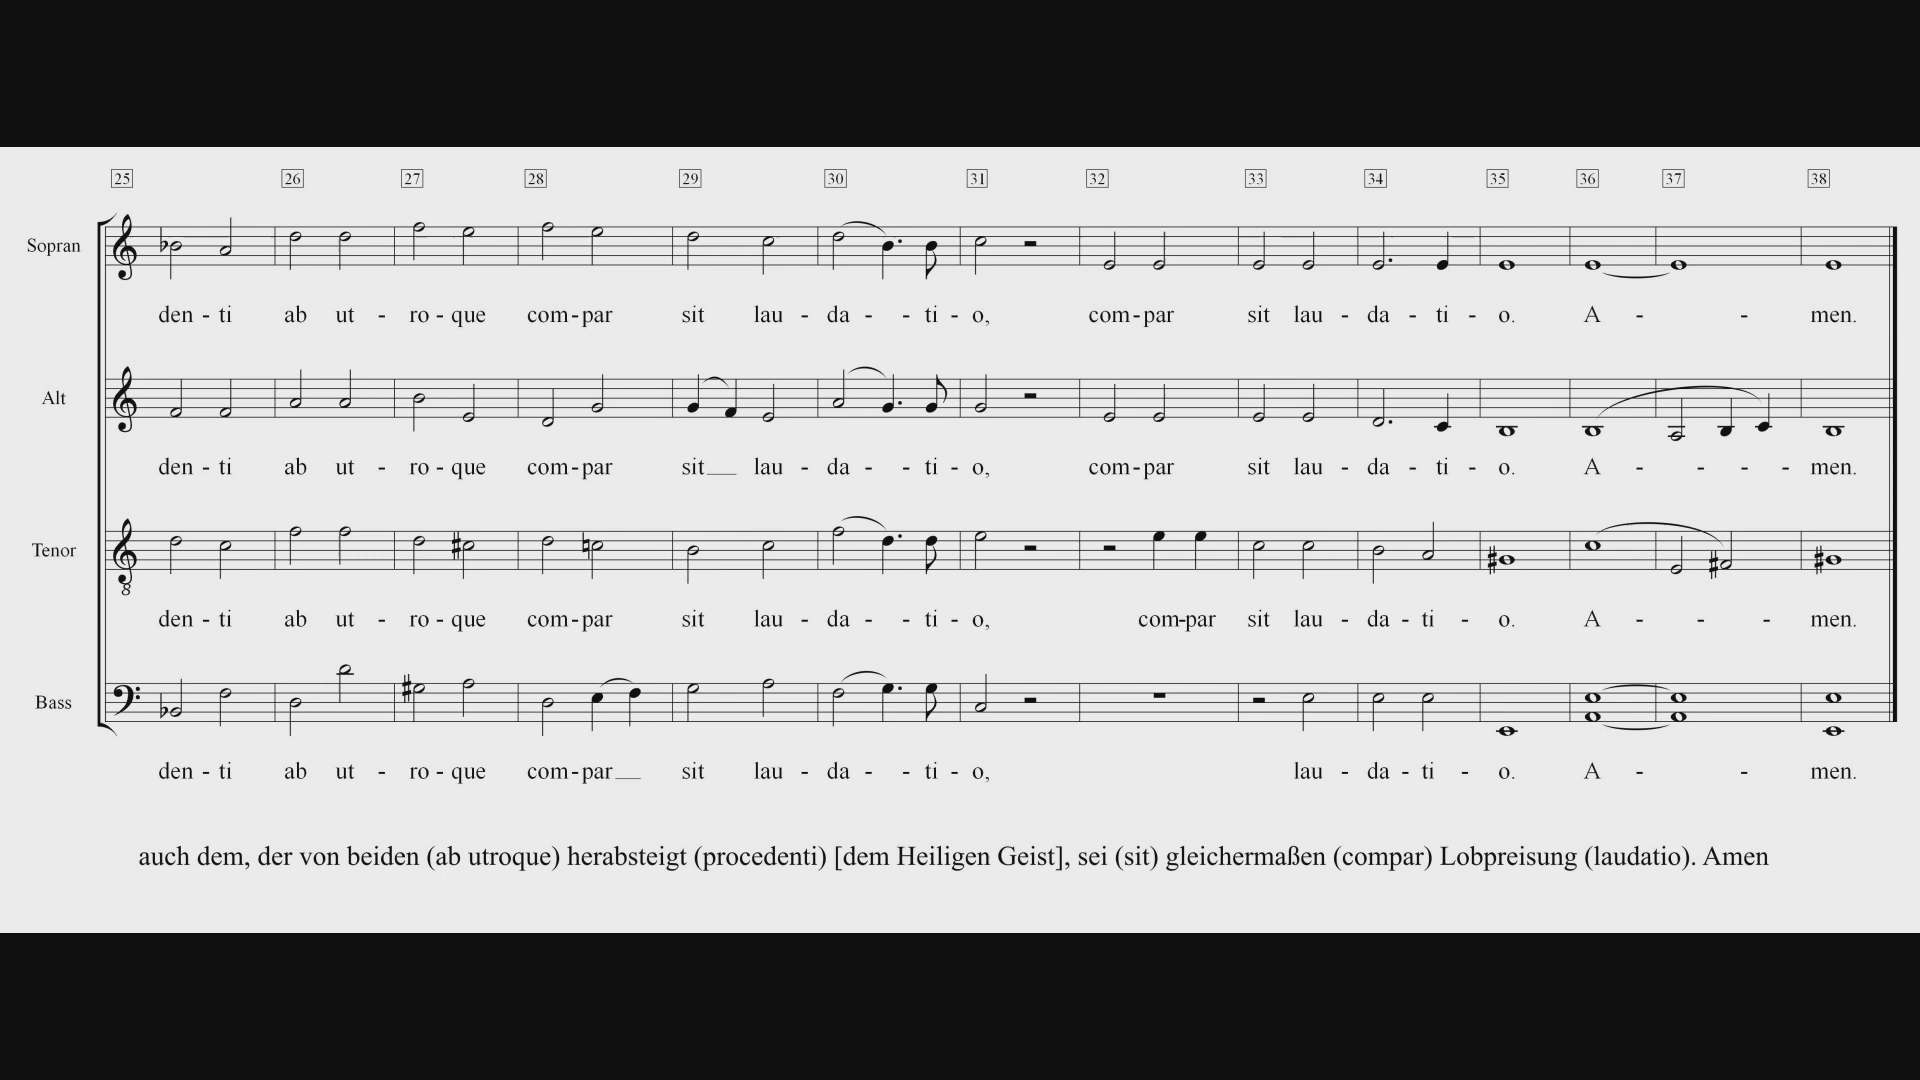 25 26 27 28 29 30 31 32 33 34 35 36 37 38
Sopran
den - ti ab ut - ro - que com - par sit lau - da - - ti - o, com - par sit lau - da - ti - o. A - - men.
Alt
den - ti ab ut - ro - que com - par sit lau - da - - ti - o, com - par sit lau - da - ti - o. A - - - - men.
Tenor
8
den - ti ab ut - ro - que com - par sit lau - da - - ti - o, com - par sit lau - da - ti - o. A - - - men.
Bass
den - ti ab ut - ro - que com - par sit lau - da - - ti - o, lau - da - ti - o. A - - men.
auch dem, der von beiden (ab utroque) herabsteigt (procedenti) [dem Heiligen Geist], sei (sit) gleichermaßen (compar) Lobpreisung (laudatio). Amen